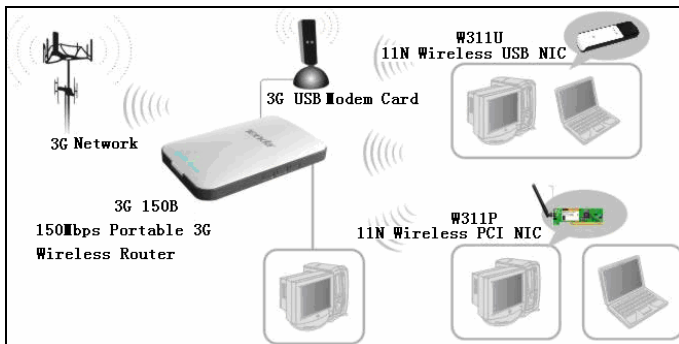 W311U
11N Wireless USB NIC
3G USB Modem Card
3G Network
Tenda
3G 150B
150Mbps Portable 3G
Wireless Router
W311P
11N Wireless PCI NIC